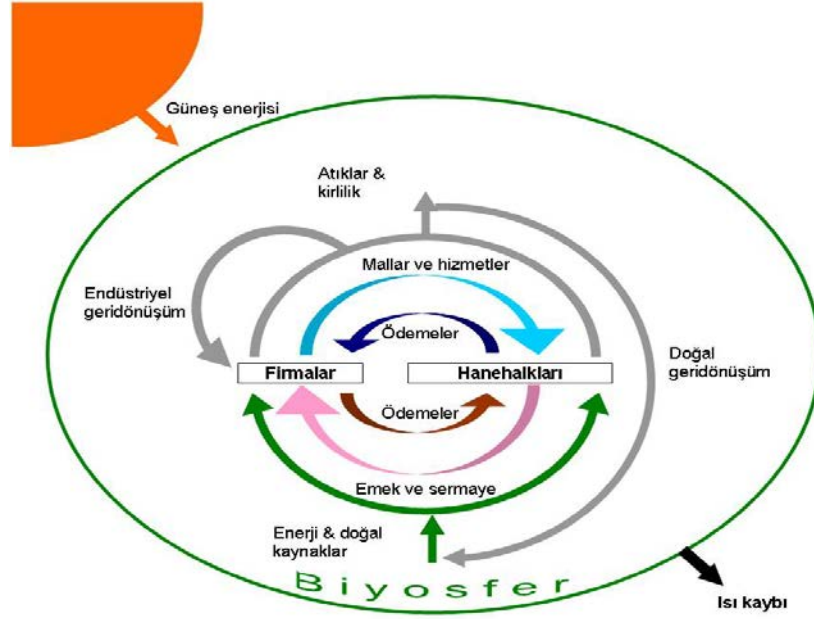 Güneş enerjisi
Atıklar &
kirlilik
Mallar ve hizmetler
Endüstriyel
geridönüşüm
Ödemeler
Doğal
geridönüşüm
Firmalar
Hanehalkları
Ödemeler
Emek ve sermaye
Enerji & doğal
kaynaklar
Biyosfer
Isı kaybı